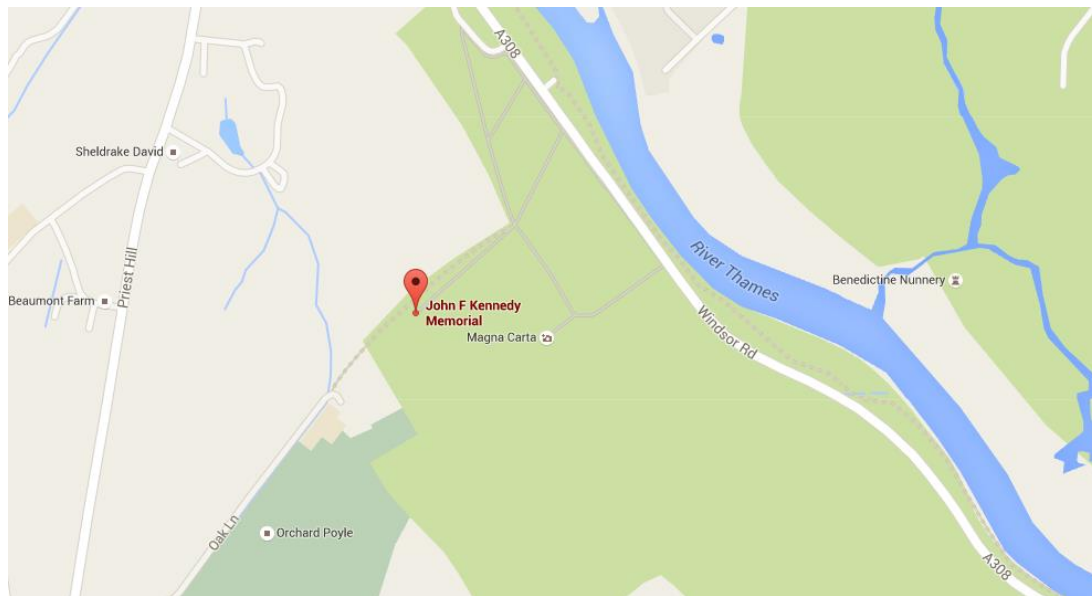 A308
Sheldrake David
Priest Hill
River Thames
Benedictine Nunnery
Beaumont Farm
John F Kennedy
Memorial
Magna Carta
Windsor Rd
Oak Ln
Orchard Poyle
A308